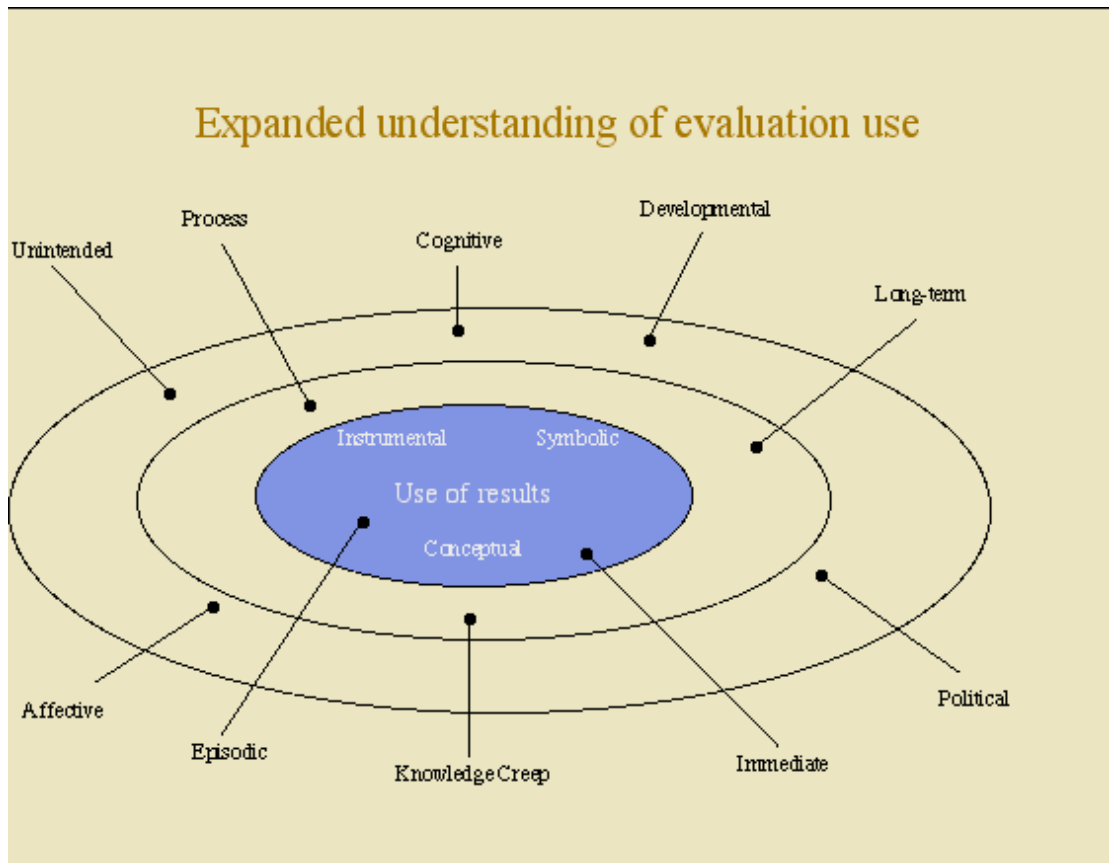 Expanded understanding of evaluation use
Developmental
Process
Cognitive
Unintended
Long-term
Instrumental
Symbolic
Use of results
Conceptual
Political
Affective
Episodic
Immediate
Knowledge Creep